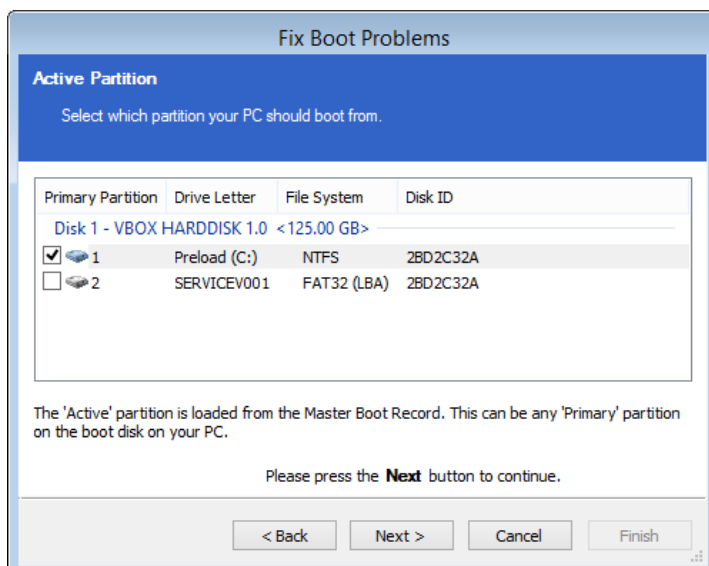 Fix Boot Problems
Active Partition
Select which partition your PC should boot from.
Primary Partition Drive Letter File System Disk ID
Disk 1 - VBOX HARDDISK 1.0 <125.00 GB>
1 Preload (C:) NTFS 2BD2C32A
2 SERVICEV001 FAT32 (LBA) 2BD2C32A
The 'Active' partition is loaded from the Master Boot Record. This can be any 'Primary' partition
on the boot disk on your PC.
Please press the Next button to continue.
< Back Next > Cancel Finish